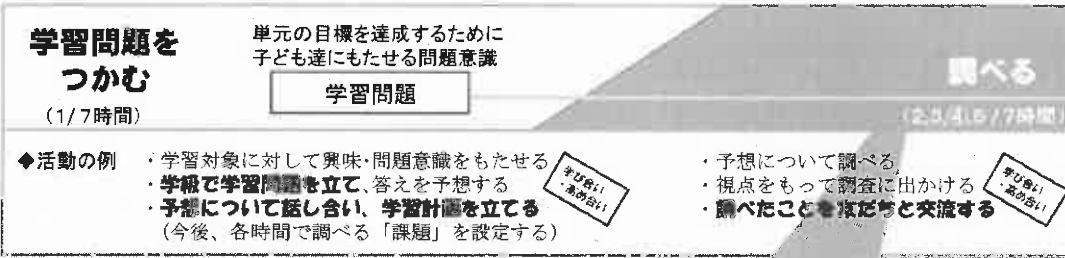 学習問題を
つかむ
(1/7時間)
単元の目標を達成するために
子ども達にもたせる問題意識
学習問題
調べる
(2,3,4,5/7時間)
◆活動の例
・学習対象に対して興味・問題意識をもたせる
・学級で学習問題を立て、答えを予想する
・予想について話し合い、学習計画を立てる
(今後、各時間で調べる「課題」を設定する)
学び合い
・高め合い
・予想について調べる
・視点をもって調査に出かける
・調べたことを友だちと交流する
学び合い
・高め合い